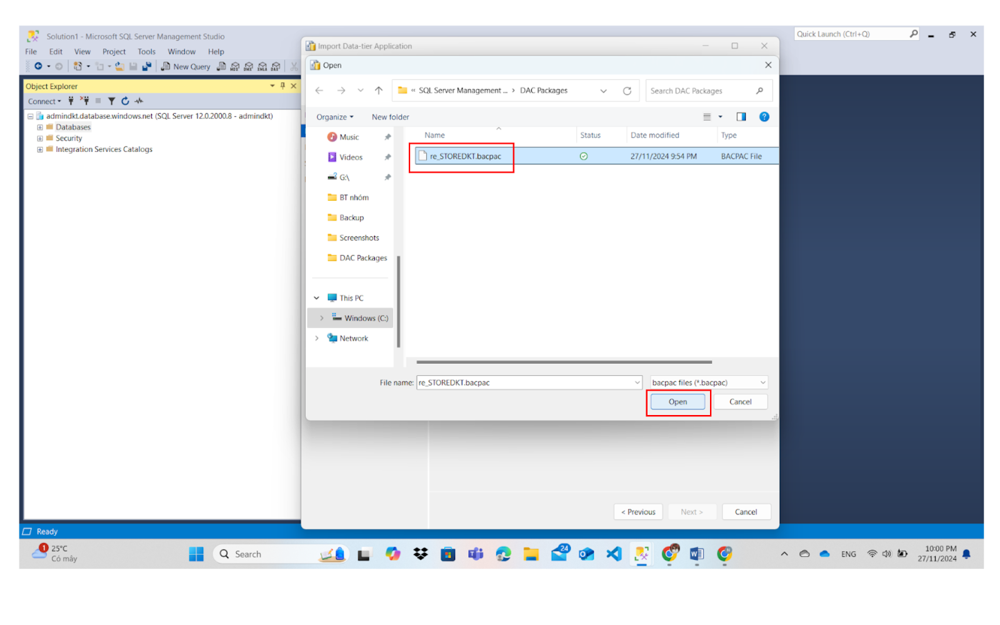 Solution1 - Microsoft SQL Server Management Studio
Quick Launch (Ctrl+Q)
File Edit View Project Tools Window Help
New Query
Object Explorer
Connect
admindkt.database.windows.net (SQL Server 12.0.2000.8 - admindkt)
Databases
Security
Integration Services Catalogs
Import Data-tier Application
Open
« SQL Server Management ... › DAC Packages
Search DAC Packages
Organize
New folder
Name Status Date modified Type
re_STOREDKT.bacpac 27/11/2024 9:54 PM BACPAC File
Music
Videos
G:\
BT nhóm
Backup
Screenshots
DAC Packages
This PC
Windows (C:)
Network
File name: re_STOREDKT.bacpac
bacpac files (*.bacpac)
Open
Cancel
< Previous
Next >
Cancel
Ready
1
25°C
Có mây
Search
24
ENG
10:00 PM
27/11/2024